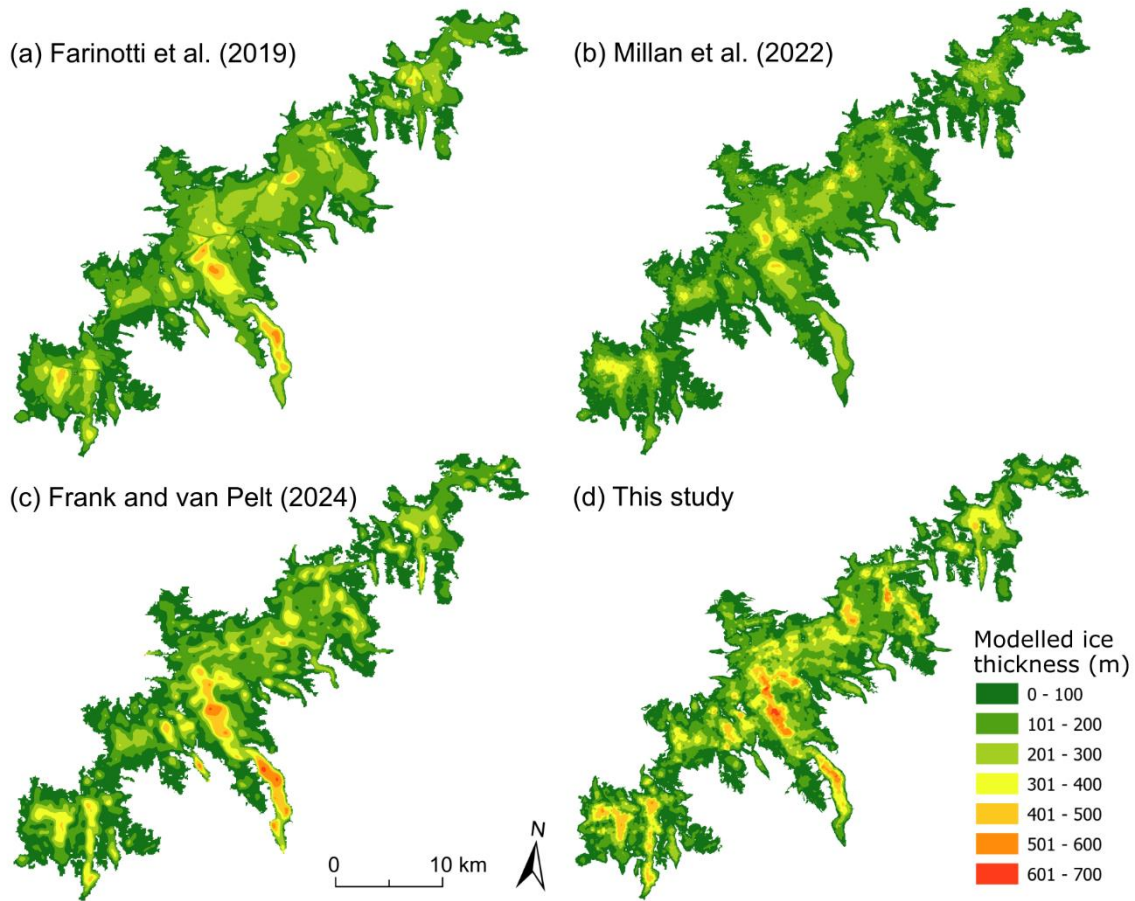 (a) Farinotti et al. (2019)
(b) Millan et al. (2022)
(c) Frank and van Pelt (2024)
(d) This study
Modelled ice
thickness (m)
0 - 100
101 - 200
201 - 300
301 - 400
401 - 500
501 - 600
601 - 700
0 10 km
N